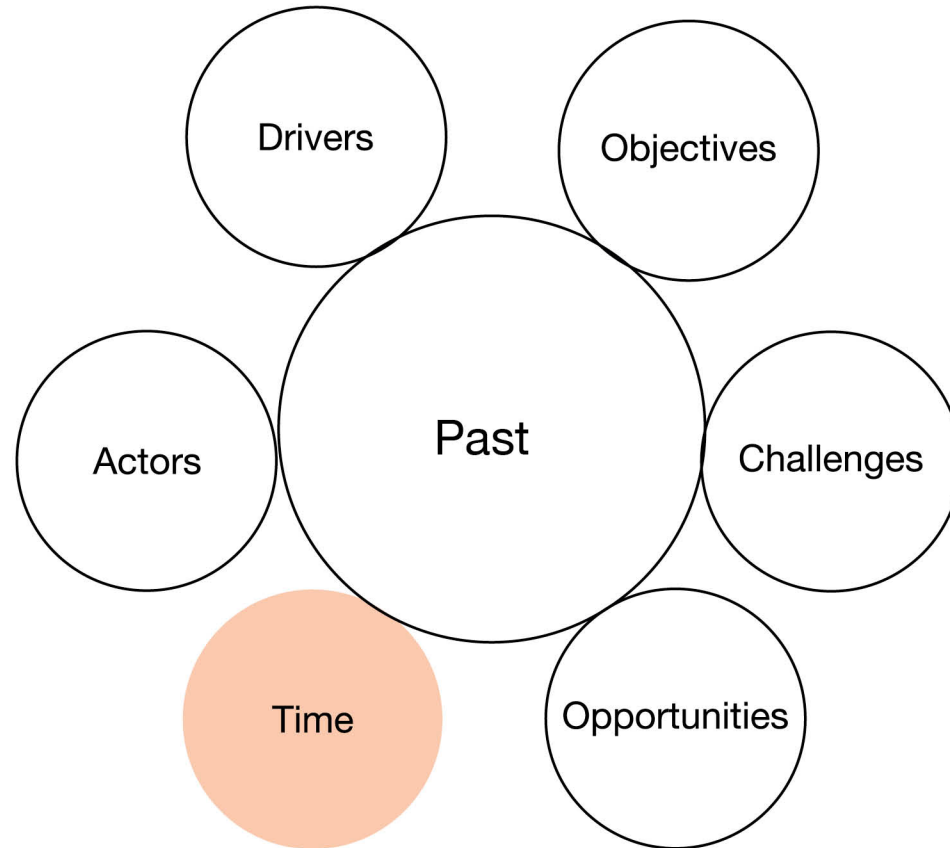 Drivers
Objectives
Past
Actors
Challenges
Time
Opportunities